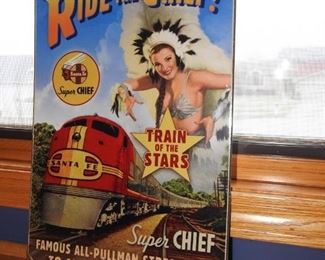 RIDE THE CHIEF!
Santa Fe
Super CHIEF
TRAIN
OF THE
STARS
SANTA FE
Super CHIEF
FAMOUS ALL-PULLMAN